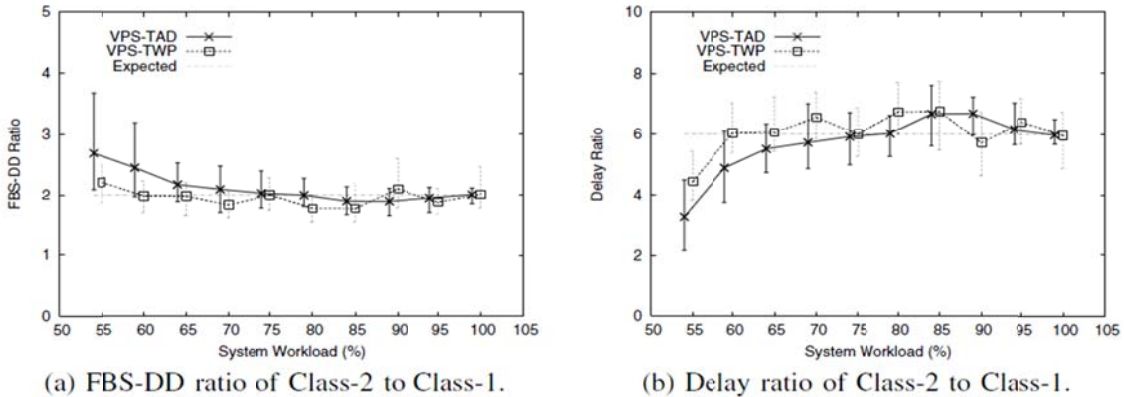 5
4
3
2
1
0
50 55 60 65 70 75 80 85 90 95 100 105
FBS-DD Ratio
System Workload (%)
VPS-TAD
VPS-TWP
Expected
(a) FBS-DD ratio of Class-2 to Class-1.
10
8
6
4
2
0
50 55 60 65 70 75 80 85 90 95 100 105
Delay Ratio
System Workload (%)
VPS-TAD
VPS-TWP
Expected
(b) Delay ratio of Class-2 to Class-1.